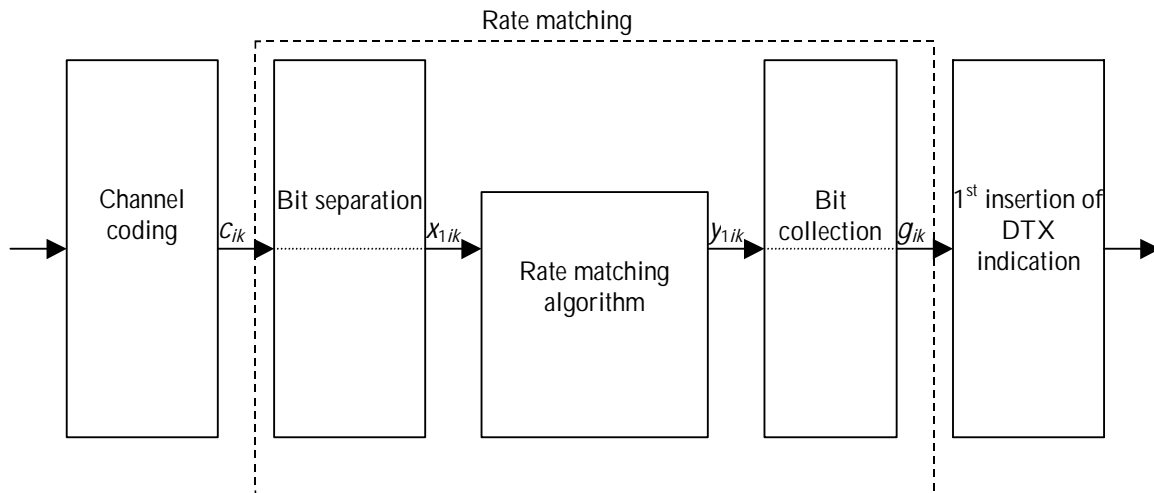 Rate matching
Channel
coding
c_ik
Bit separation
x_1ik
Rate matching
algorithm
y_1ik
Bit
collection
g_ik
1st insertion of
DTX
indication